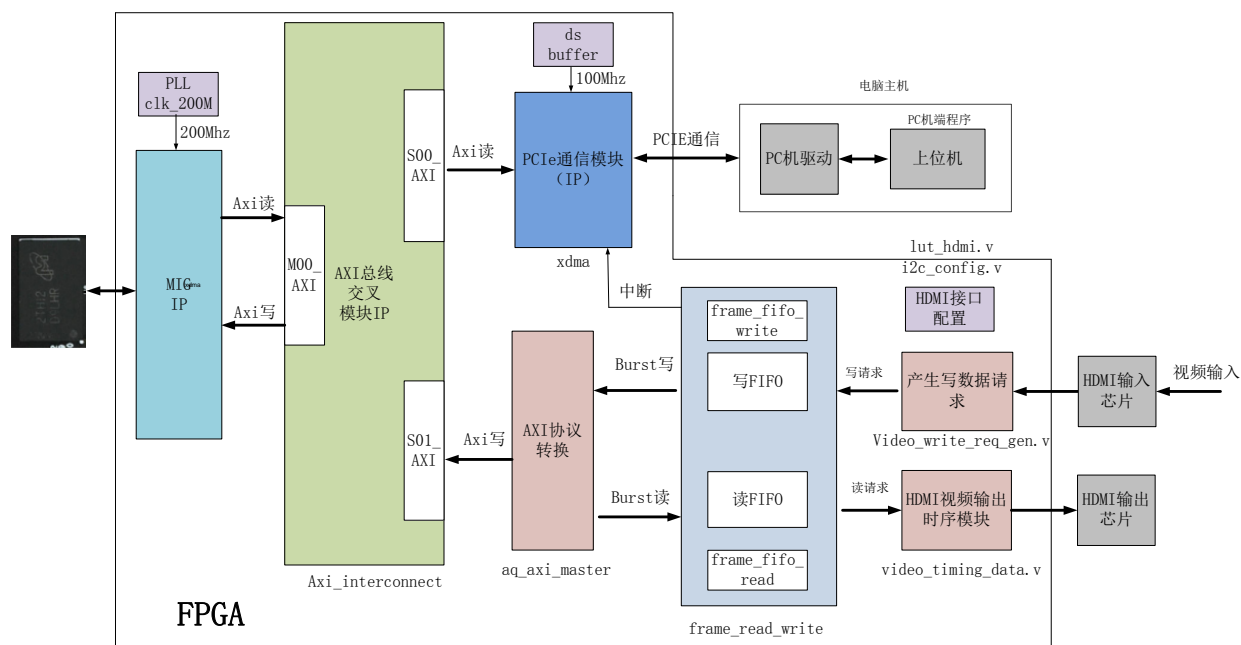 ds
buffer
100Mhz
PLL
clk_200M
200Mhz
电脑主机
PC机端程序
PCIE通信
PC机驱动
上位机
S00_
AXI
Axi读
PCIe通信模块
(IP)
xdma
Axi读
M00_
AXI
AXI总线
交叉
模块IP
MIG
IP
Axi写
中断
lut_hdmi.v
i2c_config.v
HDMI接口
配置
frame_fifo_
write
Burst写
写FIFO
写请求
产生写数据请
求
Video_write_req_gen.v
HDMI输入
芯片
视频输入
S01_
AXI
Axi写
AXI协议
转换
Burst读
读FIFO
读请求
HDMI视频输出
时序模块
video_timing_data.v
HDMI输出
芯片
frame_fifo_
read
Axi_interconnect
aq_axi_master
frame_read_write
FPGA